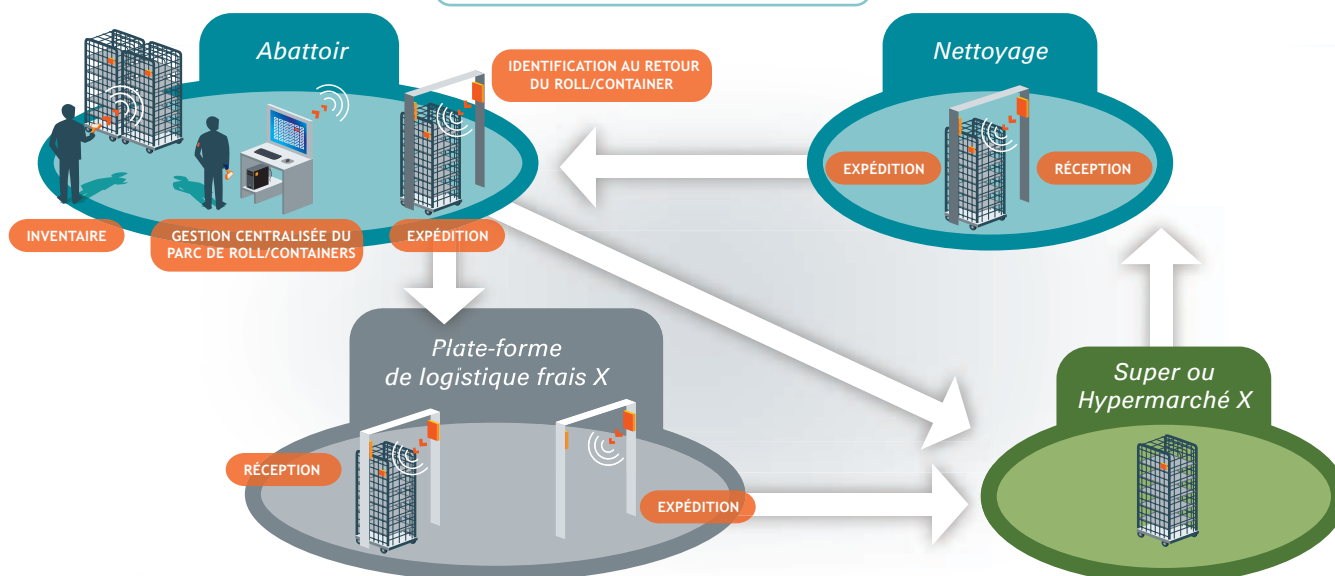 Abattoir
IDENTIFICATION AU RETOUR
DU ROLL/CONTAINER
Nettoyage
EXPÉDITION
RÉCEPTION
INVENTAIRE
GESTION CENTRALISÉE DU
PARC DE ROLL/CONTAINERS
EXPÉDITION
Plate-forme
de logistique frais X
RÉCEPTION
EXPÉDITION
Super ou
Hypermarché X